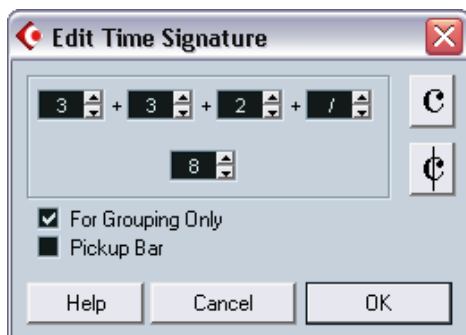 Edit Time Signature
3 + 3 + 2 + /
8
For Grouping Only
Pickup Bar
Help Cancel OK